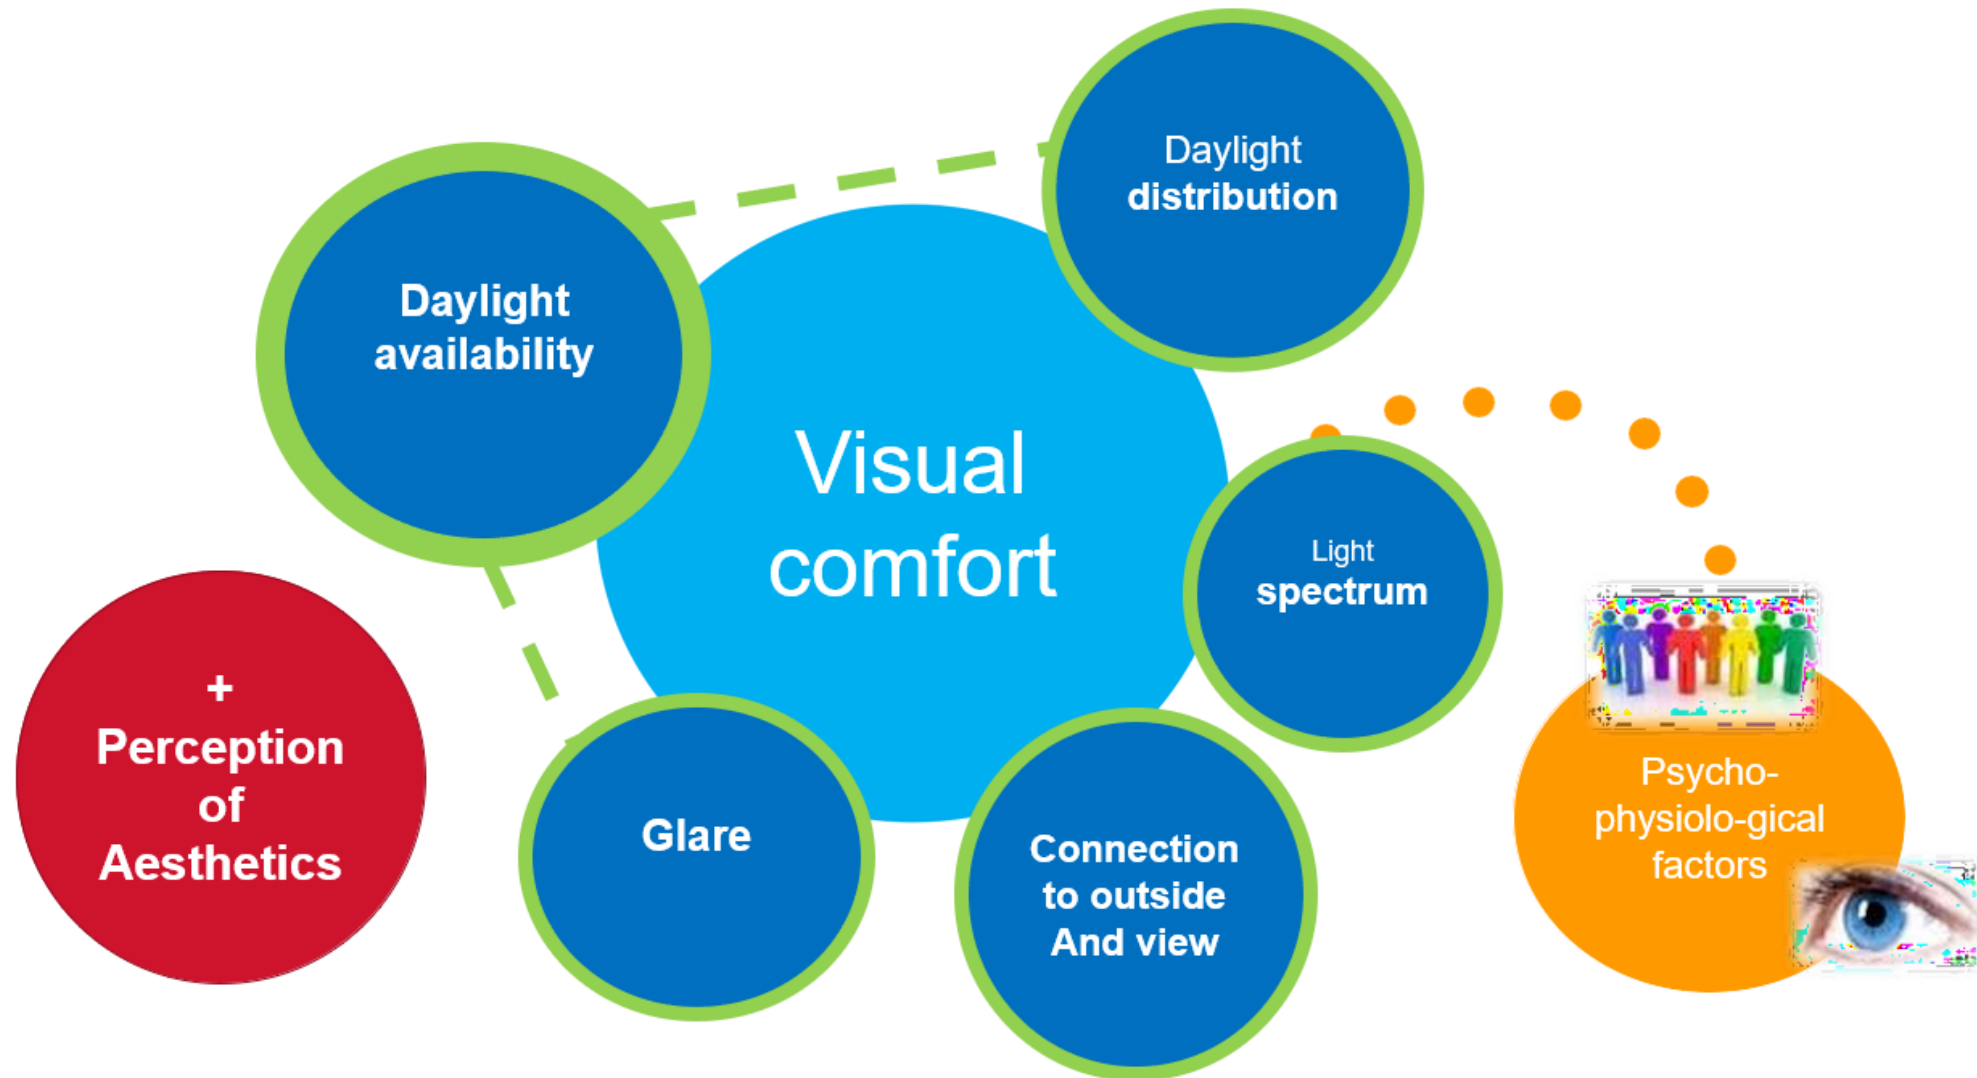 Daylight
distribution
Daylight
availability
Visual
comfort
Light
spectrum
+
Perception
of
Aesthetics
Glare
Connection
to outside
And view
Psycho-
physiolo-gical
factors